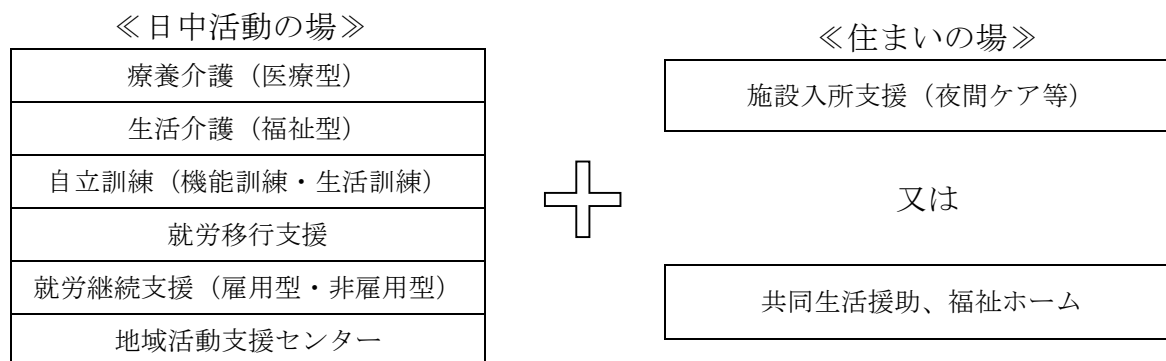 ≪日中活動の場≫
療養介護（医療型）
生活介護（福祉型）
自立訓練（機能訓練・生活訓練）
就労移行支援
就労継続支援（雇用型・非雇用型）
地域活動支援センター
≪住まいの場≫
施設入所支援（夜間ケア等）
又は
共同生活援助、福祉ホーム